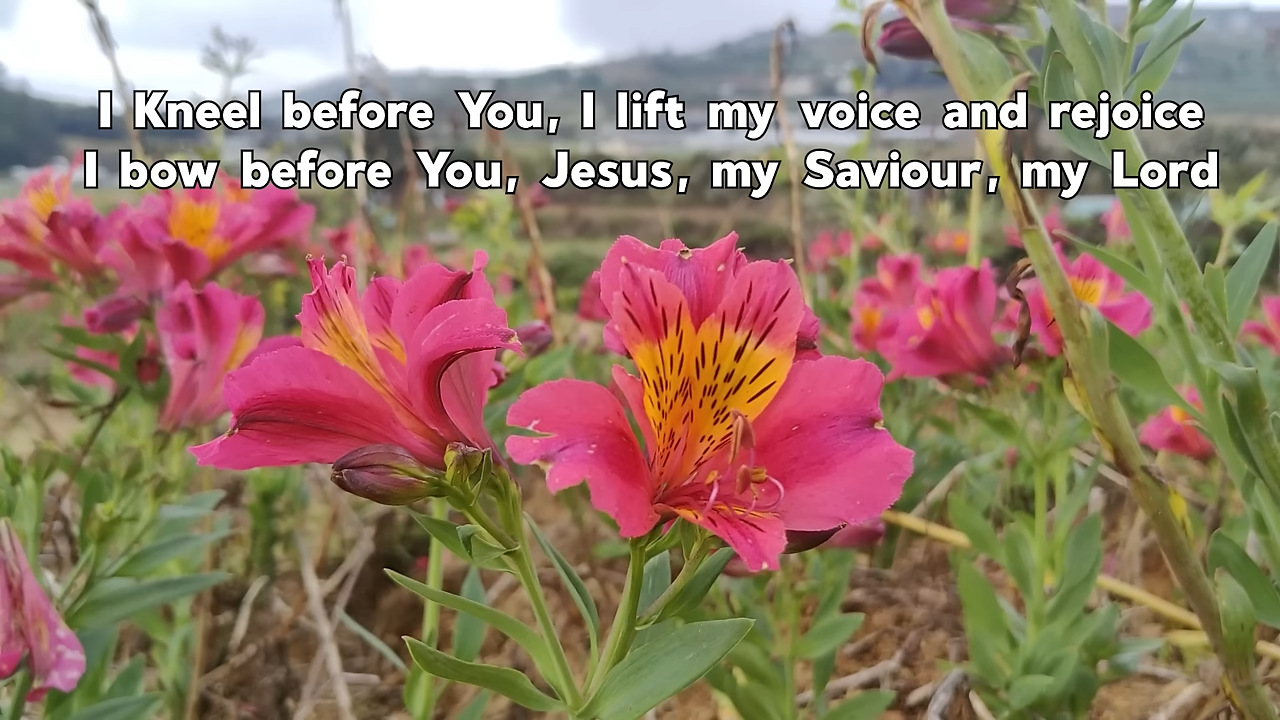 I Kneel before You, I lift my voice and rejoice
I bow before You, Jesus, my Saviour, my Lord